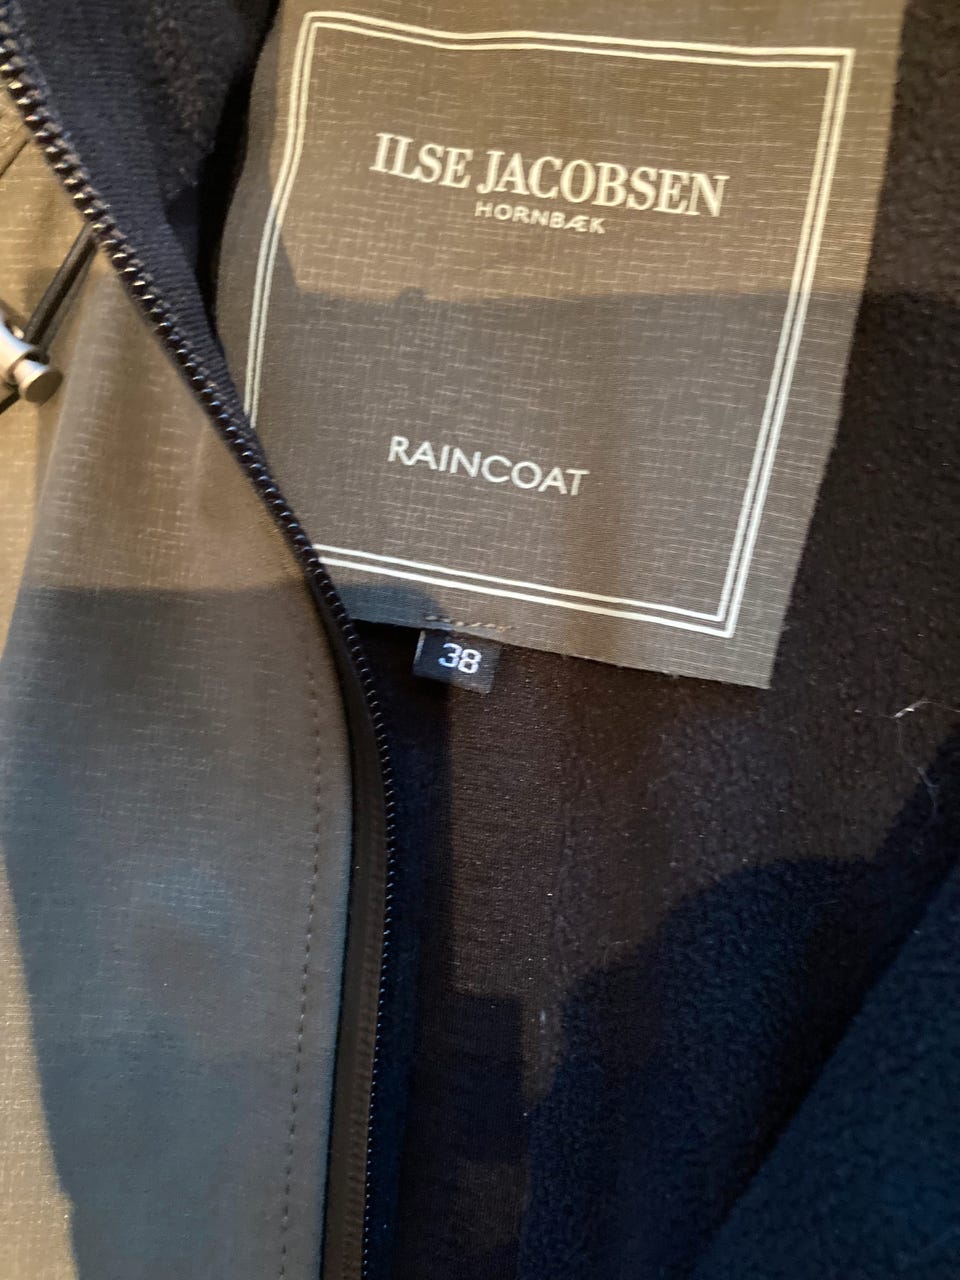 ILSE JACOBSEN
HORNBÆK
RAINCOAT
38